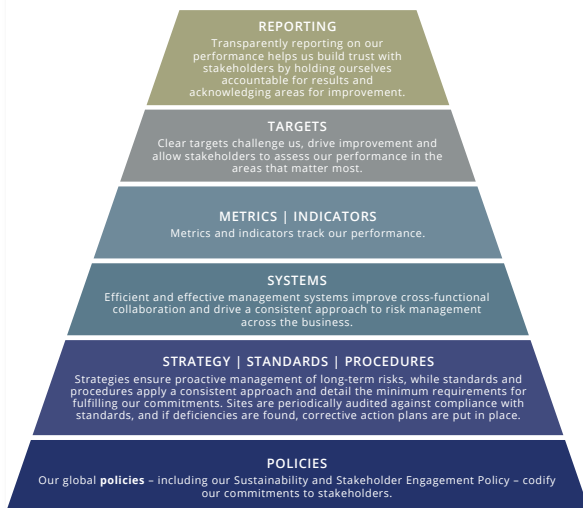 REPORTING
Transparently reporting on our
performance helps us build trust with
stakeholders by holding ourselves
accountable for results and
acknowledging areas for improvement.
TARGETS
Clear targets challenge us, drive improvement and
allow stakeholders to assess our performance in the
areas that matter most.
METRICS | INDICATORS
Metrics and indicators track our performance.
SYSTEMS
Efficient and effective management systems improve cross-functional
collaboration and drive a consistent approach to risk management
across the business.
STRATEGY | STANDARDS | PROCEDURES
Strategies ensure proactive management of long-term risks, while standards and
procedures apply a consistent approach and detail the minimum requirements for
fulfilling our commitments. Sites are periodically audited against compliance with
standards, and if deficiencies are found, corrective action plans are put in place.
POLICIES
Our global policies – including our Sustainability and Stakeholder Engagement Policy – codify
our commitments to stakeholders.